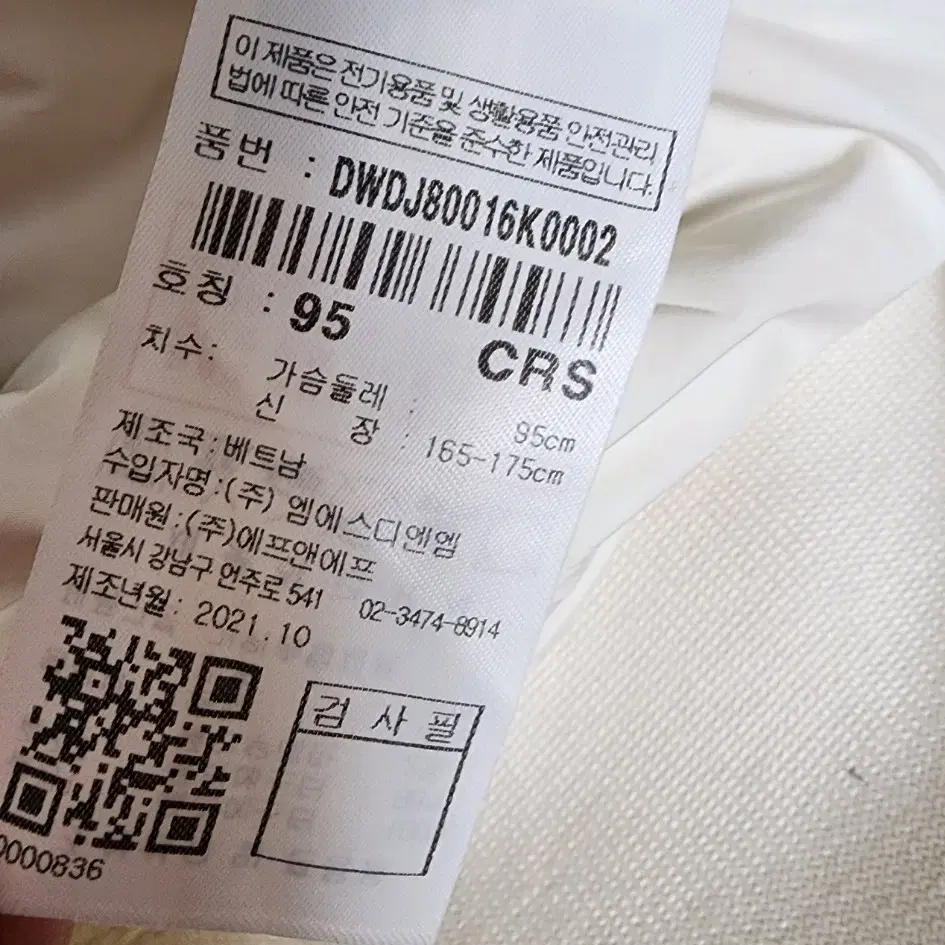 이 제품은 전기용품 및 생활용품 안전관리
법에 따른 안전 기준을 준수한 제품입니다.
품번 : DWDJ80016K0002
호칭 : 95
CRS
치수: 가슴둘레 : 95cm
신 장 : 165-175cm
제조국:베트남
수입자명:(주) 엠에스디엔엠
판매원:(주)에프앤에프
서울시 강남구 언주로 541 02-3474-8914
제조년월: 2021.10
검 사 필
0000836